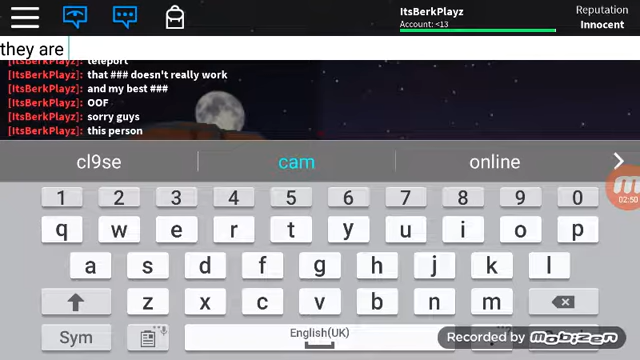 ItsBerkPlayz
Account: <13
Reputation
Innocent
they are
[ItsBerkPlayz]: teleport
[ItsBerkPlayz]: that ### doesn't really work
[ItsBerkPlayz]: and my best ###
[ItsBerkPlayz]: OOF
[ItsBerkPlayz]: sorry guys
[ItsBerkPlayz]: this person
cl9se cam online
02:50
1 2 3 4 5 6 7 8 9 0
q w e r t y u i o p
a s d f g h j k l
z x c v b n m
Sym English(UK)
Recorded by Mobizen